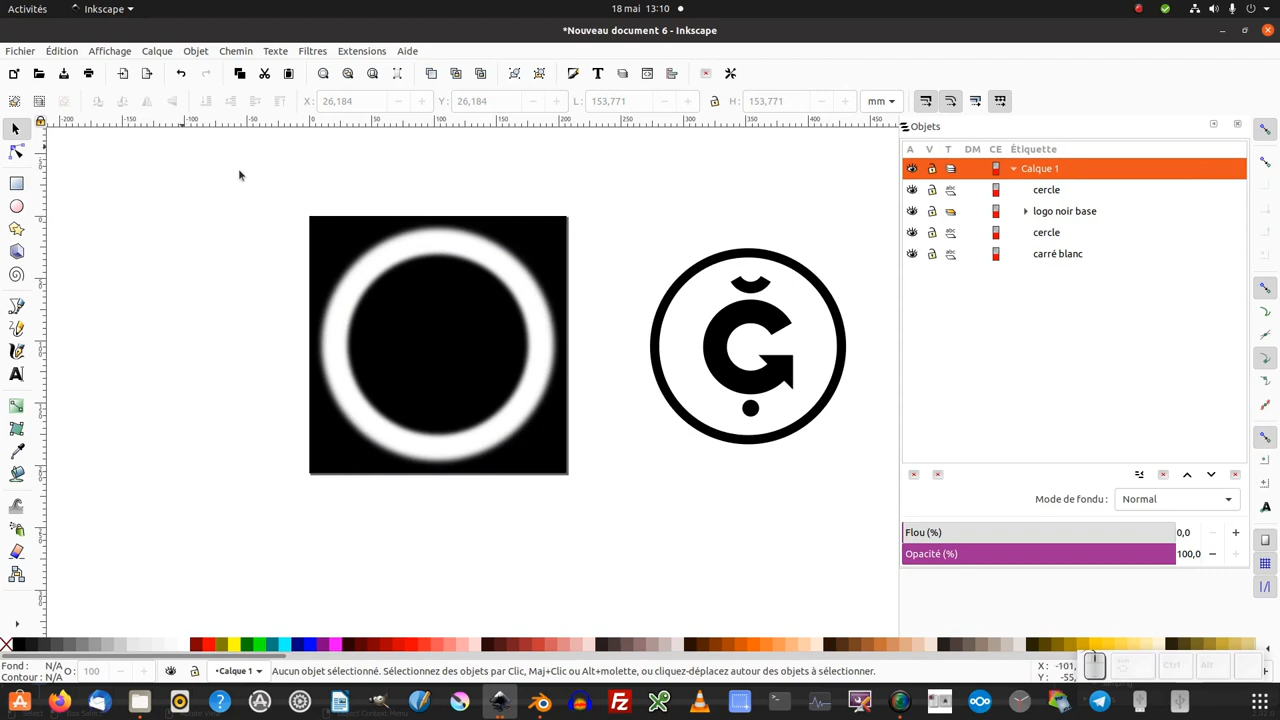 Activités
Inkscape
18 mai 13:10
*Nouveau document 6 - Inkscape
Fichier Édition Affichage Calque Objet Chemin Texte Filtres Extensions Aide
X: 26,184 Y: 26,184 L: 153,771 H: 153,771 mm
Objets
A V T DM CE Étiquette
Calque 1
cercle
logo noir base
cercle
carré blanc
Mode de fondu : Normal
Flou (%) 0,0
Opacité (%) 100,0
Fond : N/A
Contour : N/A
O: 100
•Calque 1
Aucun objet sélectionné. Sélectionnez des objets par Clic, Maj+Clic ou Alt+molette, ou cliquez-déplacez autour des objets à sélectionner.
X: -101,
Y: -55,
Ctrl
Alt